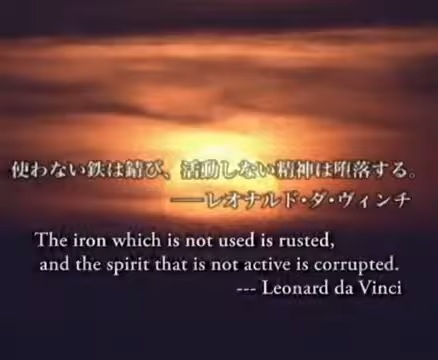 使わない鉄は錆び、活動しない精神は堕落する。
──レオナルド・ダ・ヴィンチ
The iron which is not used is rusted,
and the spirit that is not active is corrupted.
--- Leonard da Vinci